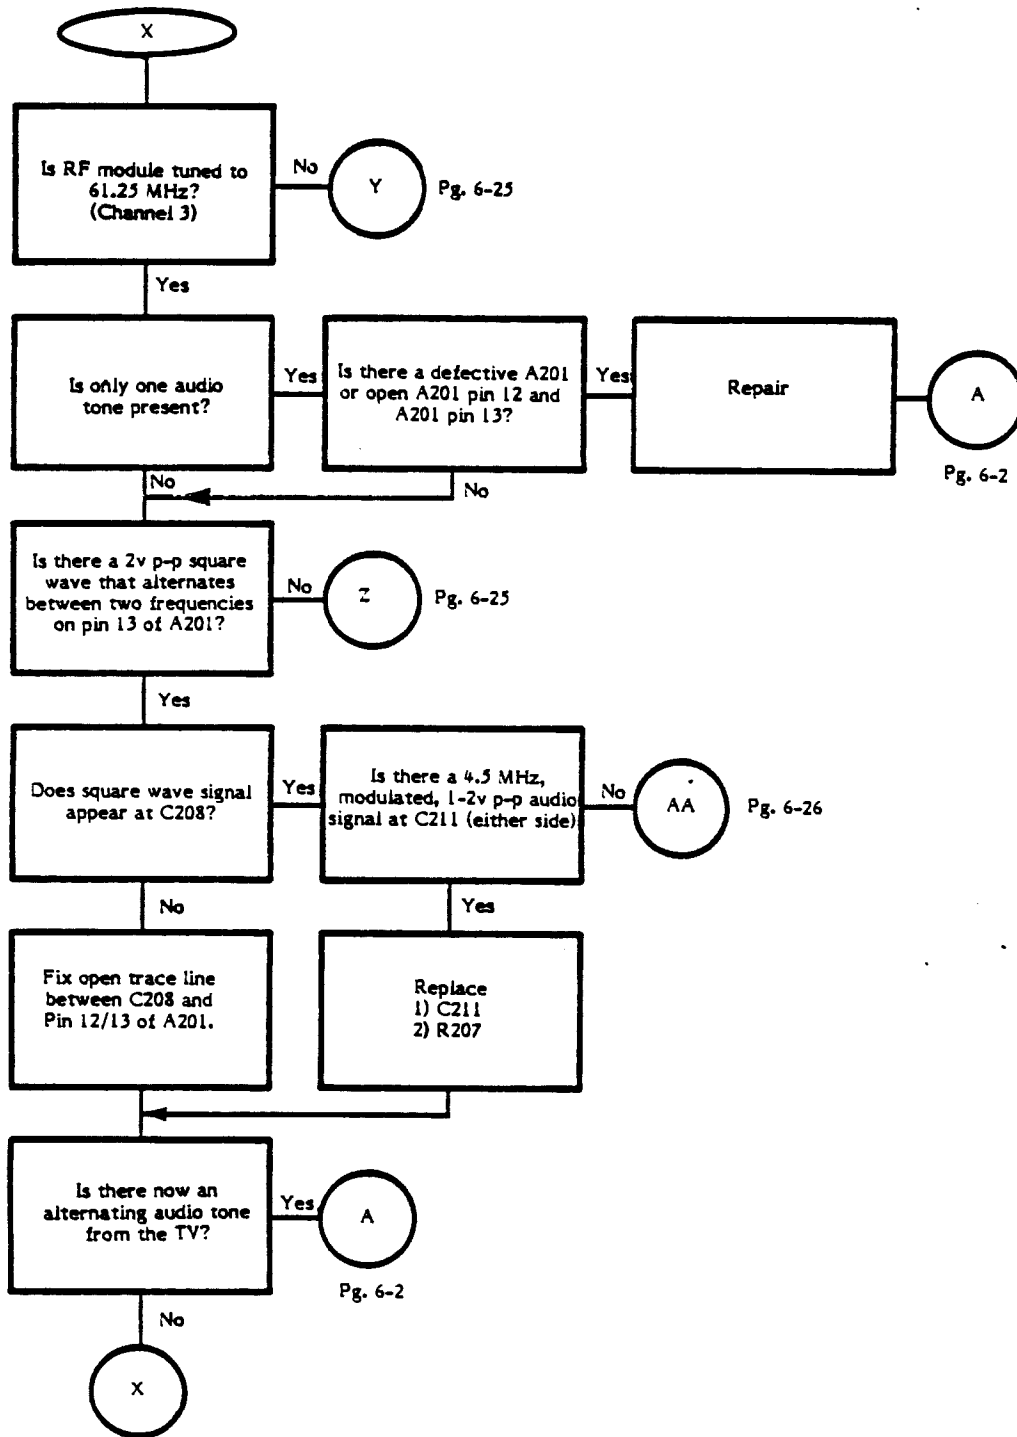 X
Is RF module tuned to
61.25 MHz?
(Channel 3)
No
Y
Pg. 6-25
Yes
Is only one audio
tone present?
Yes
Is there a defective A201
or open A201 pin 12 and
A201 pin 13?
Yes
Repair
A
Pg. 6-2
No
No
Is there a 2v p-p square
wave that alternates
between two frequencies
on pin 13 of A201?
No
Z
Pg. 6-25
Yes
Does square wave signal
appear at C208?
Yes
Is there a 4.5 MHz,
modulated, 1-2v p-p audio
signal at C211 (either side)
No
AA
Pg. 6-26
No
Yes
Fix open trace line
between C208 and
Pin 12/13 of A201.
Replace
1) C211
2) R207
Is there now an
alternating audio tone
from the TV?
Yes
A
Pg. 6-2
No
X